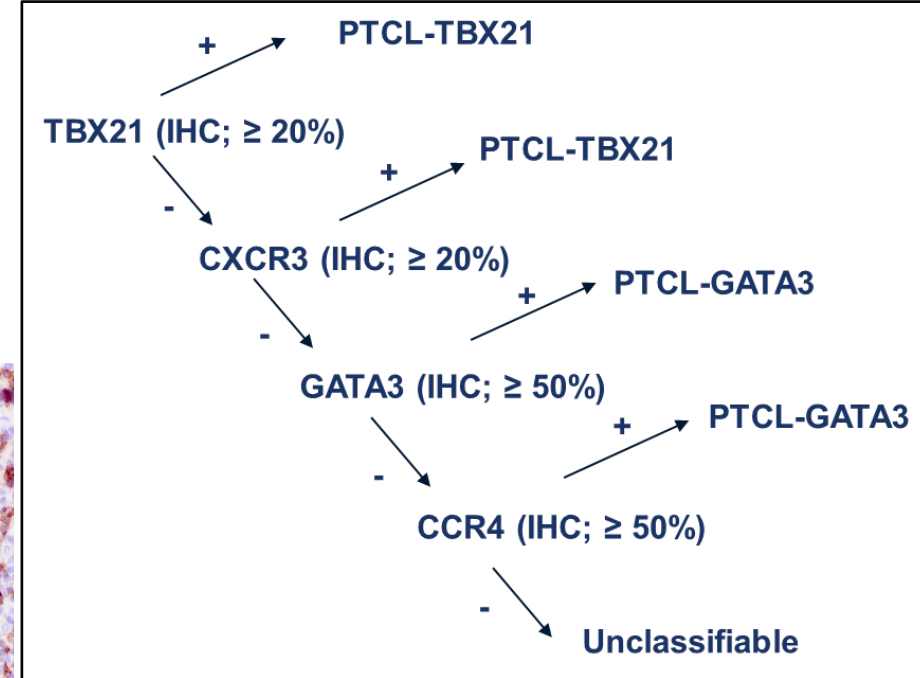 +
PTCL-TBX21
TBX21 (IHC; ≥ 20%)
+
PTCL-TBX21
-
CXCR3 (IHC; ≥ 20%)
+
PTCL-GATA3
-
GATA3 (IHC; ≥ 50%)
+
PTCL-GATA3
-
CCR4 (IHC; ≥ 50%)
-
Unclassifiable